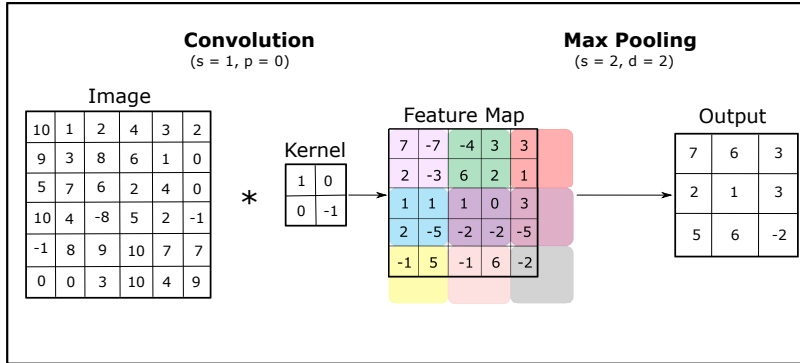 Convolution
(s = 1, p = 0)
Max Pooling
(s = 2, d = 2)
Image
10 1 2 4 3 2
9 3 8 6 1 0
5 7 6 2 4 0
10 4 -8 5 2 -1
-1 8 9 10 7 7
0 0 3 10 4 9
*
Kernel
1 0
0 -1
Feature Map
7 -7 -4 3 3
2 -3 6 2 1
1 1 1 0 3
2 -5 -2 -2 -5
-1 5 -1 6 -2
Output
7 6 3
2 1 3
5 6 -2